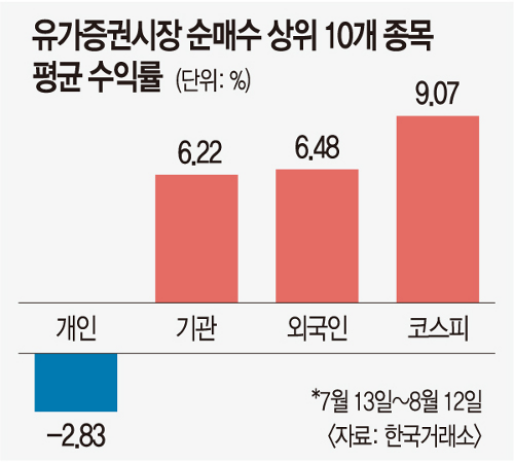 유가증권시장 순매수 상위 10개 종목
평균 수익률 (단위: %)
9.07
6.22 6.48
개인 기관 외국인 코스피
-2.83
*7월 13일~8월 12일
〈자료: 한국거래소〉